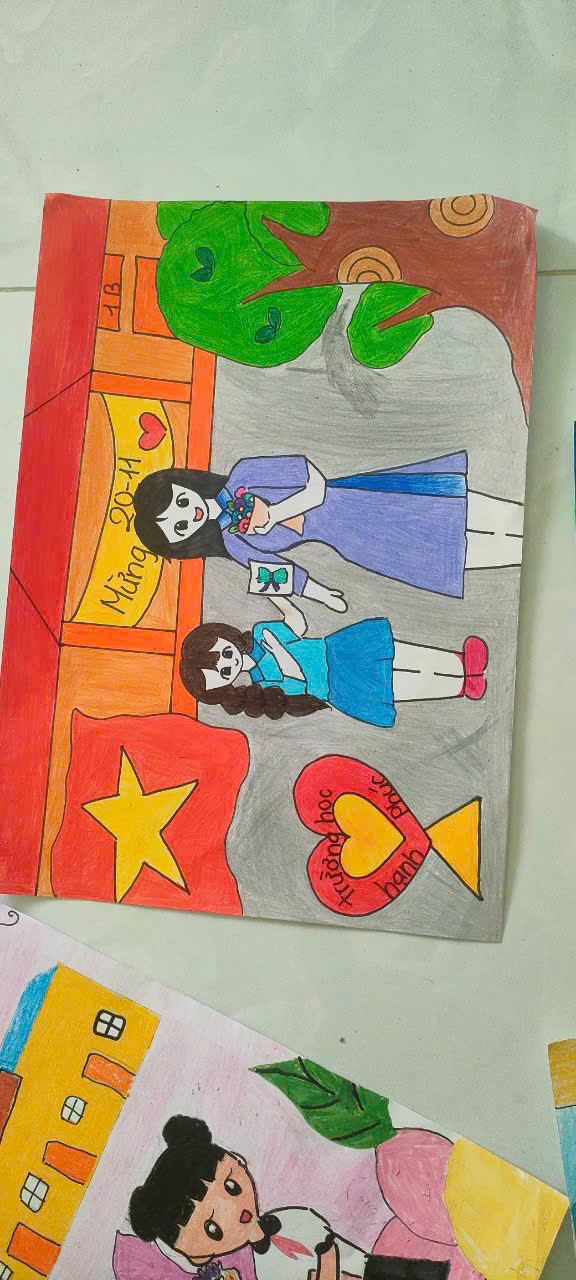 1B
Mừng 20-11
trường học
hạnh phúc